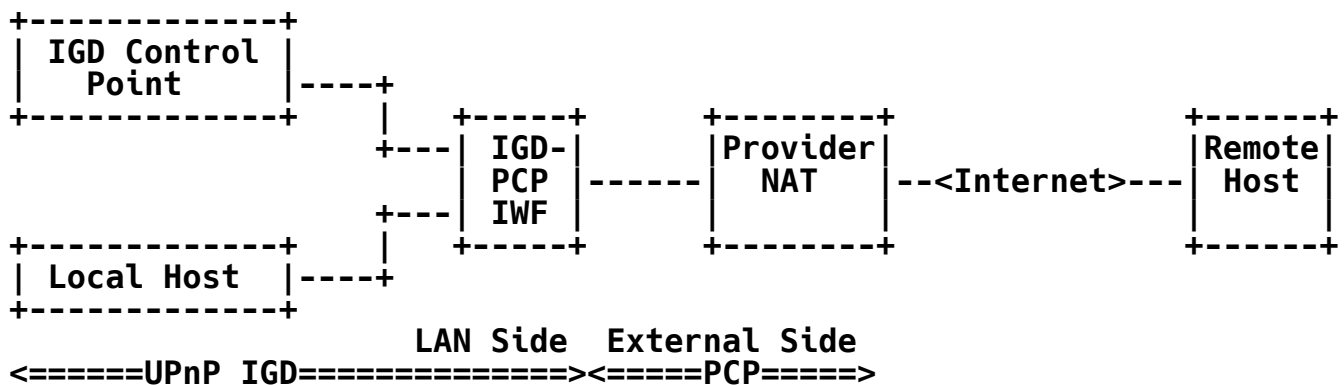 +-------------+
| IGD Control |
|   Point     |----+
+-------------+    |   +-----+       +--------+               +------+
                   +---| IGD-|       |Provider|               |Remote|
                       | PCP |------|  NAT   |--<Internet>---| Host |
                   +---| IWF |       |        |               |      |
+-------------+    |   +-----+       +--------+               +------+
| Local Host  |----+
+-------------+
                     LAN Side  External Side
<======UPnP IGD==============><=====PCP=====>